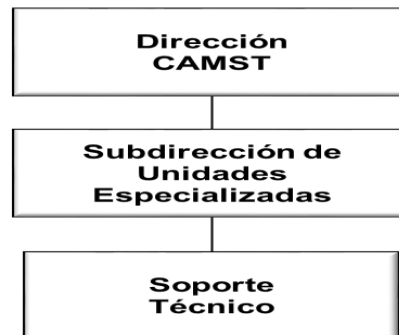 Dirección
CAMST
Subdirección de
Unidades
Especializadas
Soporte
Técnico